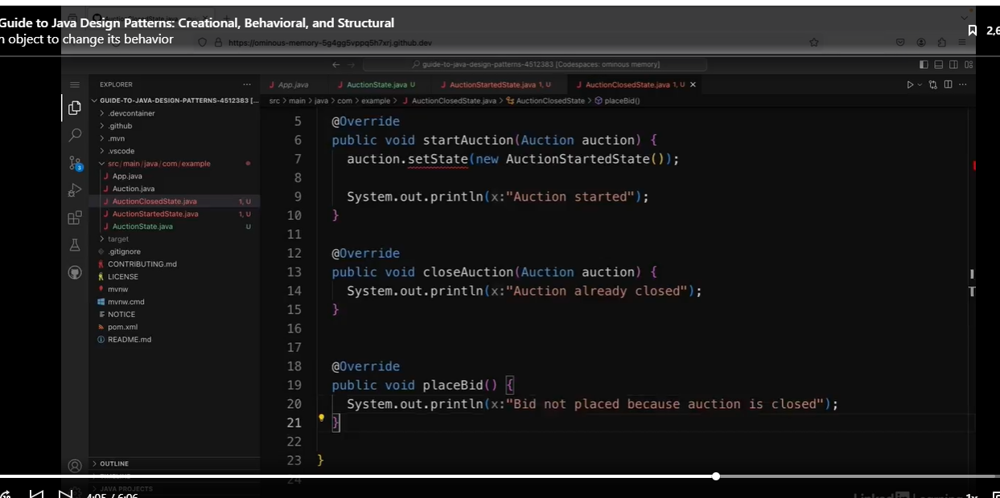 Guide to Java Design Patterns: Creational, Behavioral, and Structural
n object to change its behavior
2,6
https://ominous-memory-5g4gg5vppq5h7xrj.github.dev
guide-to-java-design-patterns-4512383 [Codespaces: ominous memory]
EXPLORER
GUIDE-TO-JAVA-DESIGN-PATTERNS-4512383 [...
.devcontainer
.github
.mvn
.vscode
src/main/java/com/example
App.java
Auction.java
AuctionClosedState.java 1, U
AuctionStartedState.java 1, U
AuctionState.java U
target
.gitignore
CONTRIBUTING.md
LICENSE
mvnw
mvnw.cmd
NOTICE
pom.xml
README.md
OUTLINE
TIMELINE
JAVA PROJECTS
3
App.java AuctionState.java U AuctionStartedState.java 1, U AuctionClosedState.java 1, U
src > main > java > com > example > AuctionClosedState.java > AuctionClosedState > placeBid()
5 @Override
6 public void startAuction(Auction auction) {
7 auction.setState(new AuctionStartedState());
8
9 System.out.println(x:"Auction started");
10 }
11
12 @Override
13 public void closeAuction(Auction auction) {
14 System.out.println(x:"Auction already closed");
15 }
16
17
18 @Override
19 public void placeBid() {
20 System.out.println(x:"Bid not placed because auction is closed");
21 }
22
23 }
24
4:05 / 6:06
LinkedIn Learning
1x